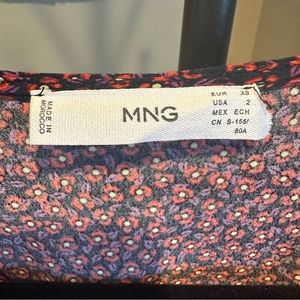 MADE IN
MOROCCO
MNG
EUR XS
USA 2
MEX ECH
CN S-155/
80A